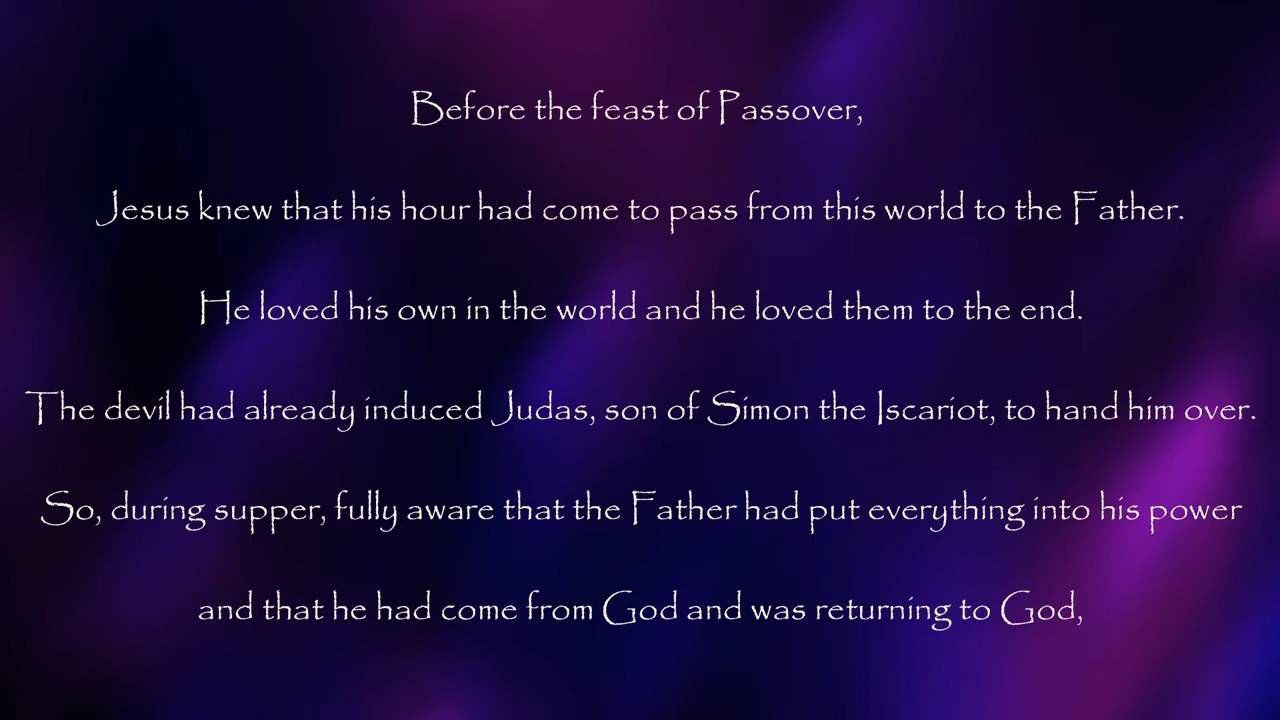 Before the feast of Passover,
Jesus knew that his hour had come to pass from this world to the Father.
He loved his own in the world and he loved them to the end.
The devil had already induced Judas, son of Simon the Iscariot, to hand him over.
So, during supper, fully aware that the Father had put everything into his power
and that he had come from God and was returning to God,